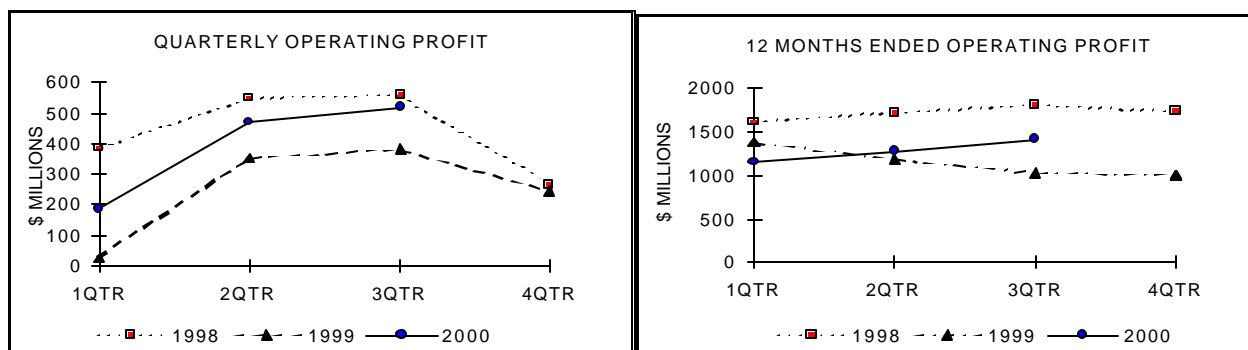 QUARTERLY OPERATING PROFIT
$ MILLIONS
600
500
400
300
200
100
0
1QTR 2QTR 3QTR 4QTR
1998 1999 2000
12 MONTHS ENDED OPERATING PROFIT
$ MILLIONS
2000
1500
1000
500
0
1QTR 2QTR 3QTR 4QTR
1998 1999 2000